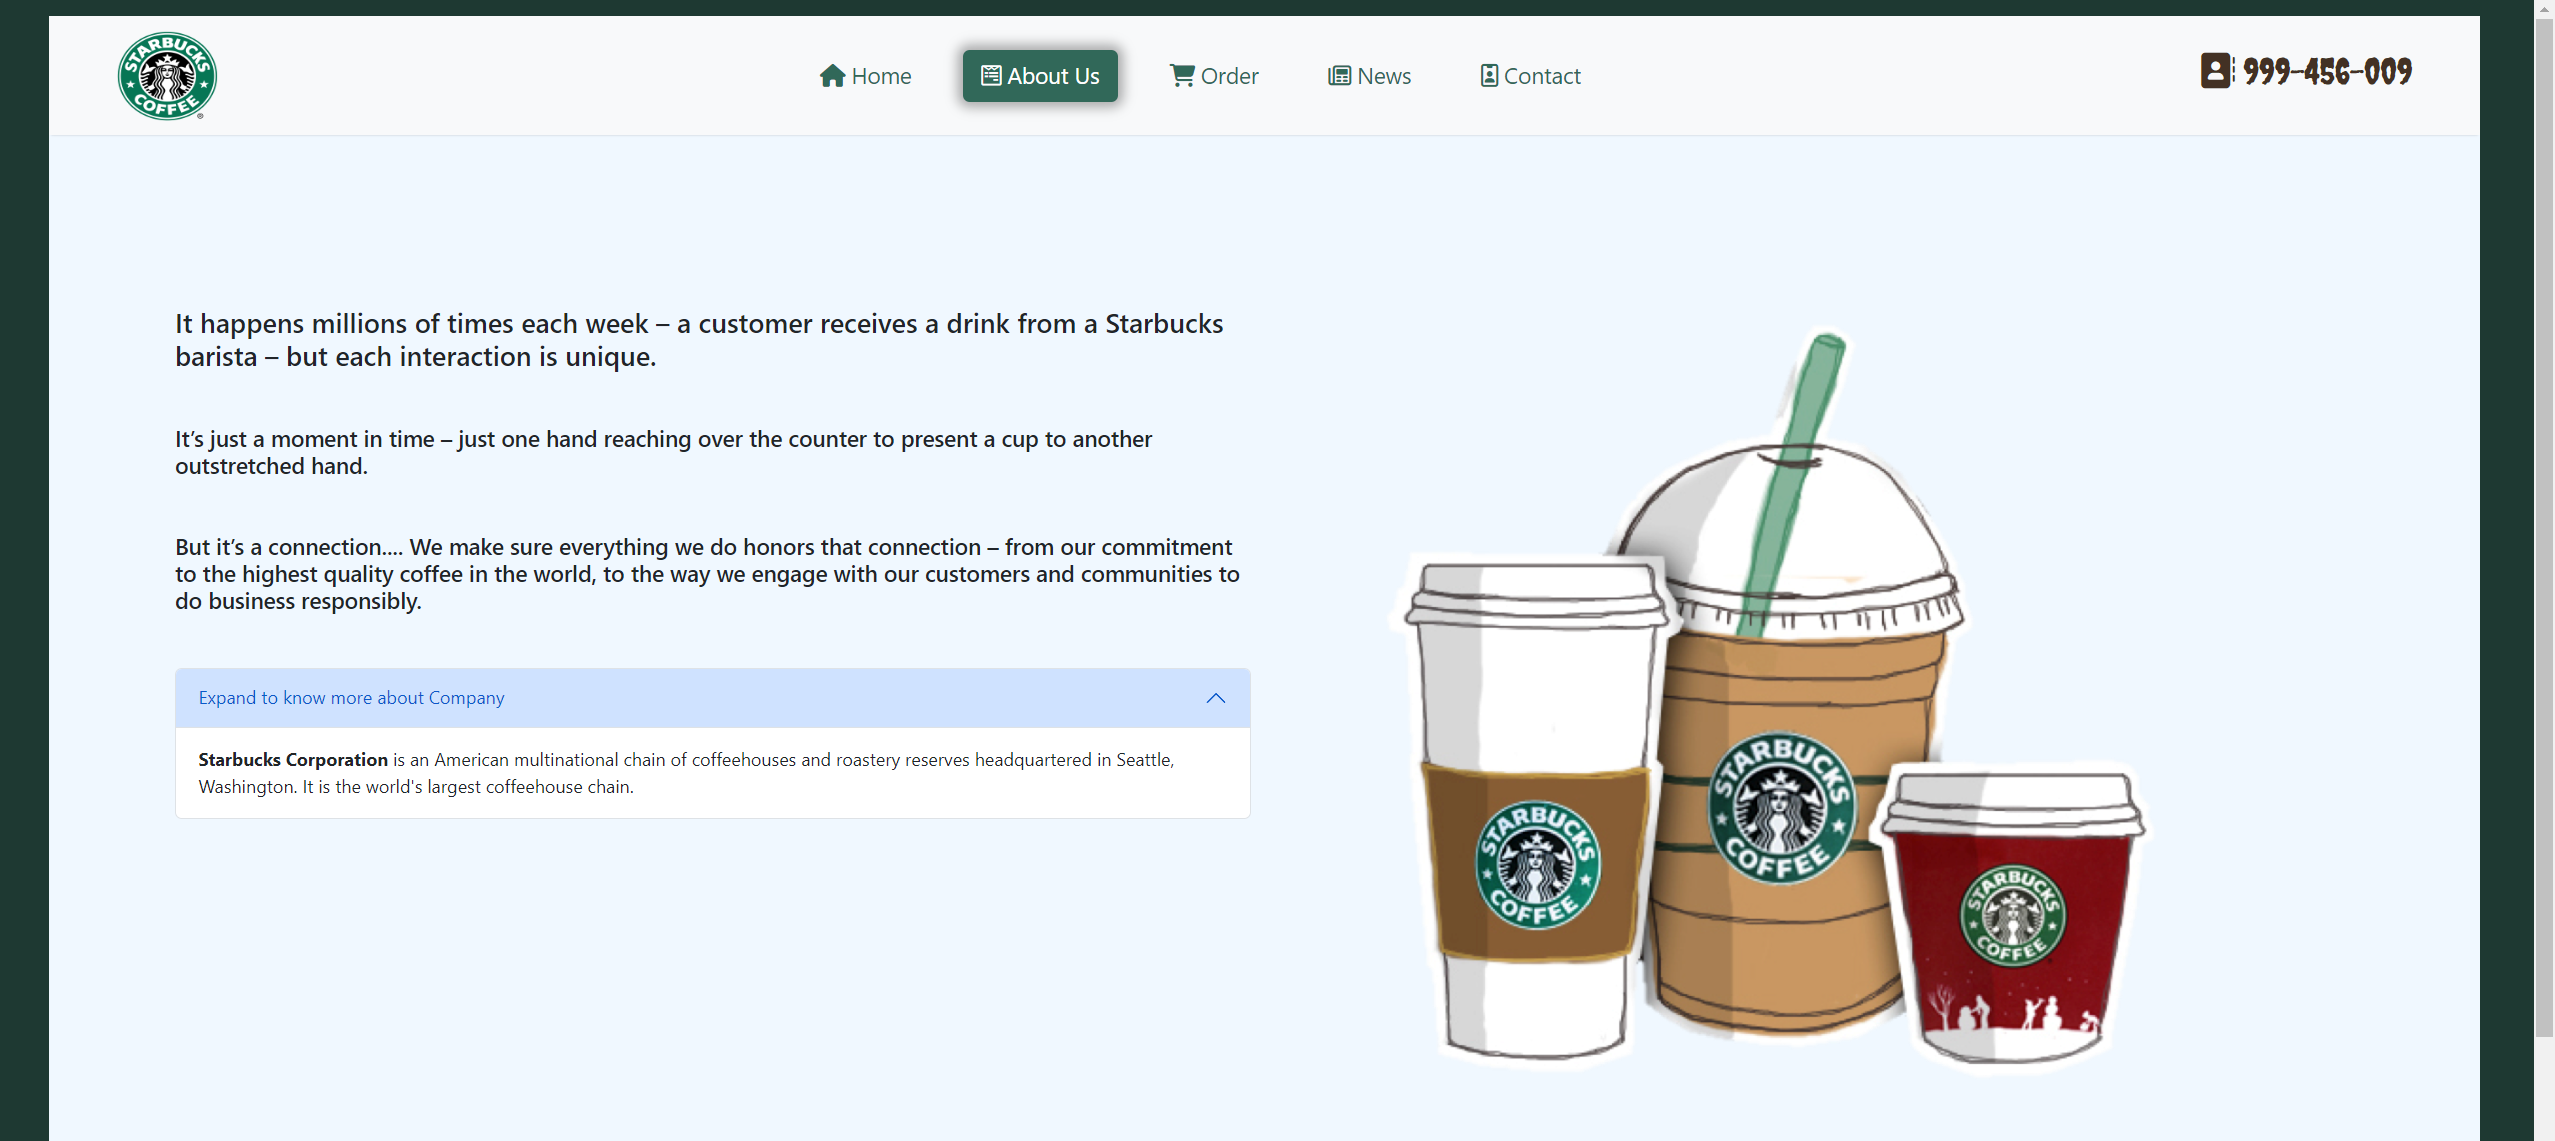 STARBUCKS
COFFEE
®
Home
About Us
Order
News
Contact
999-456-009
It happens millions of times each week – a customer receives a drink from a Starbucks
barista – but each interaction is unique.
It’s just a moment in time – just one hand reaching over the counter to present a cup to another
outstretched hand.
But it’s a connection.... We make sure everything we do honors that connection – from our commitment
to the highest quality coffee in the world, to the way we engage with our customers and communities to
do business responsibly.
Expand to know more about Company
Starbucks Corporation is an American multinational chain of coffeehouses and roastery reserves headquartered in Seattle,
Washington. It is the world's largest coffeehouse chain.
STARBUCKS
COFFEE
STARBUCKS
COFFEE
STARBUCKS
COFFEE